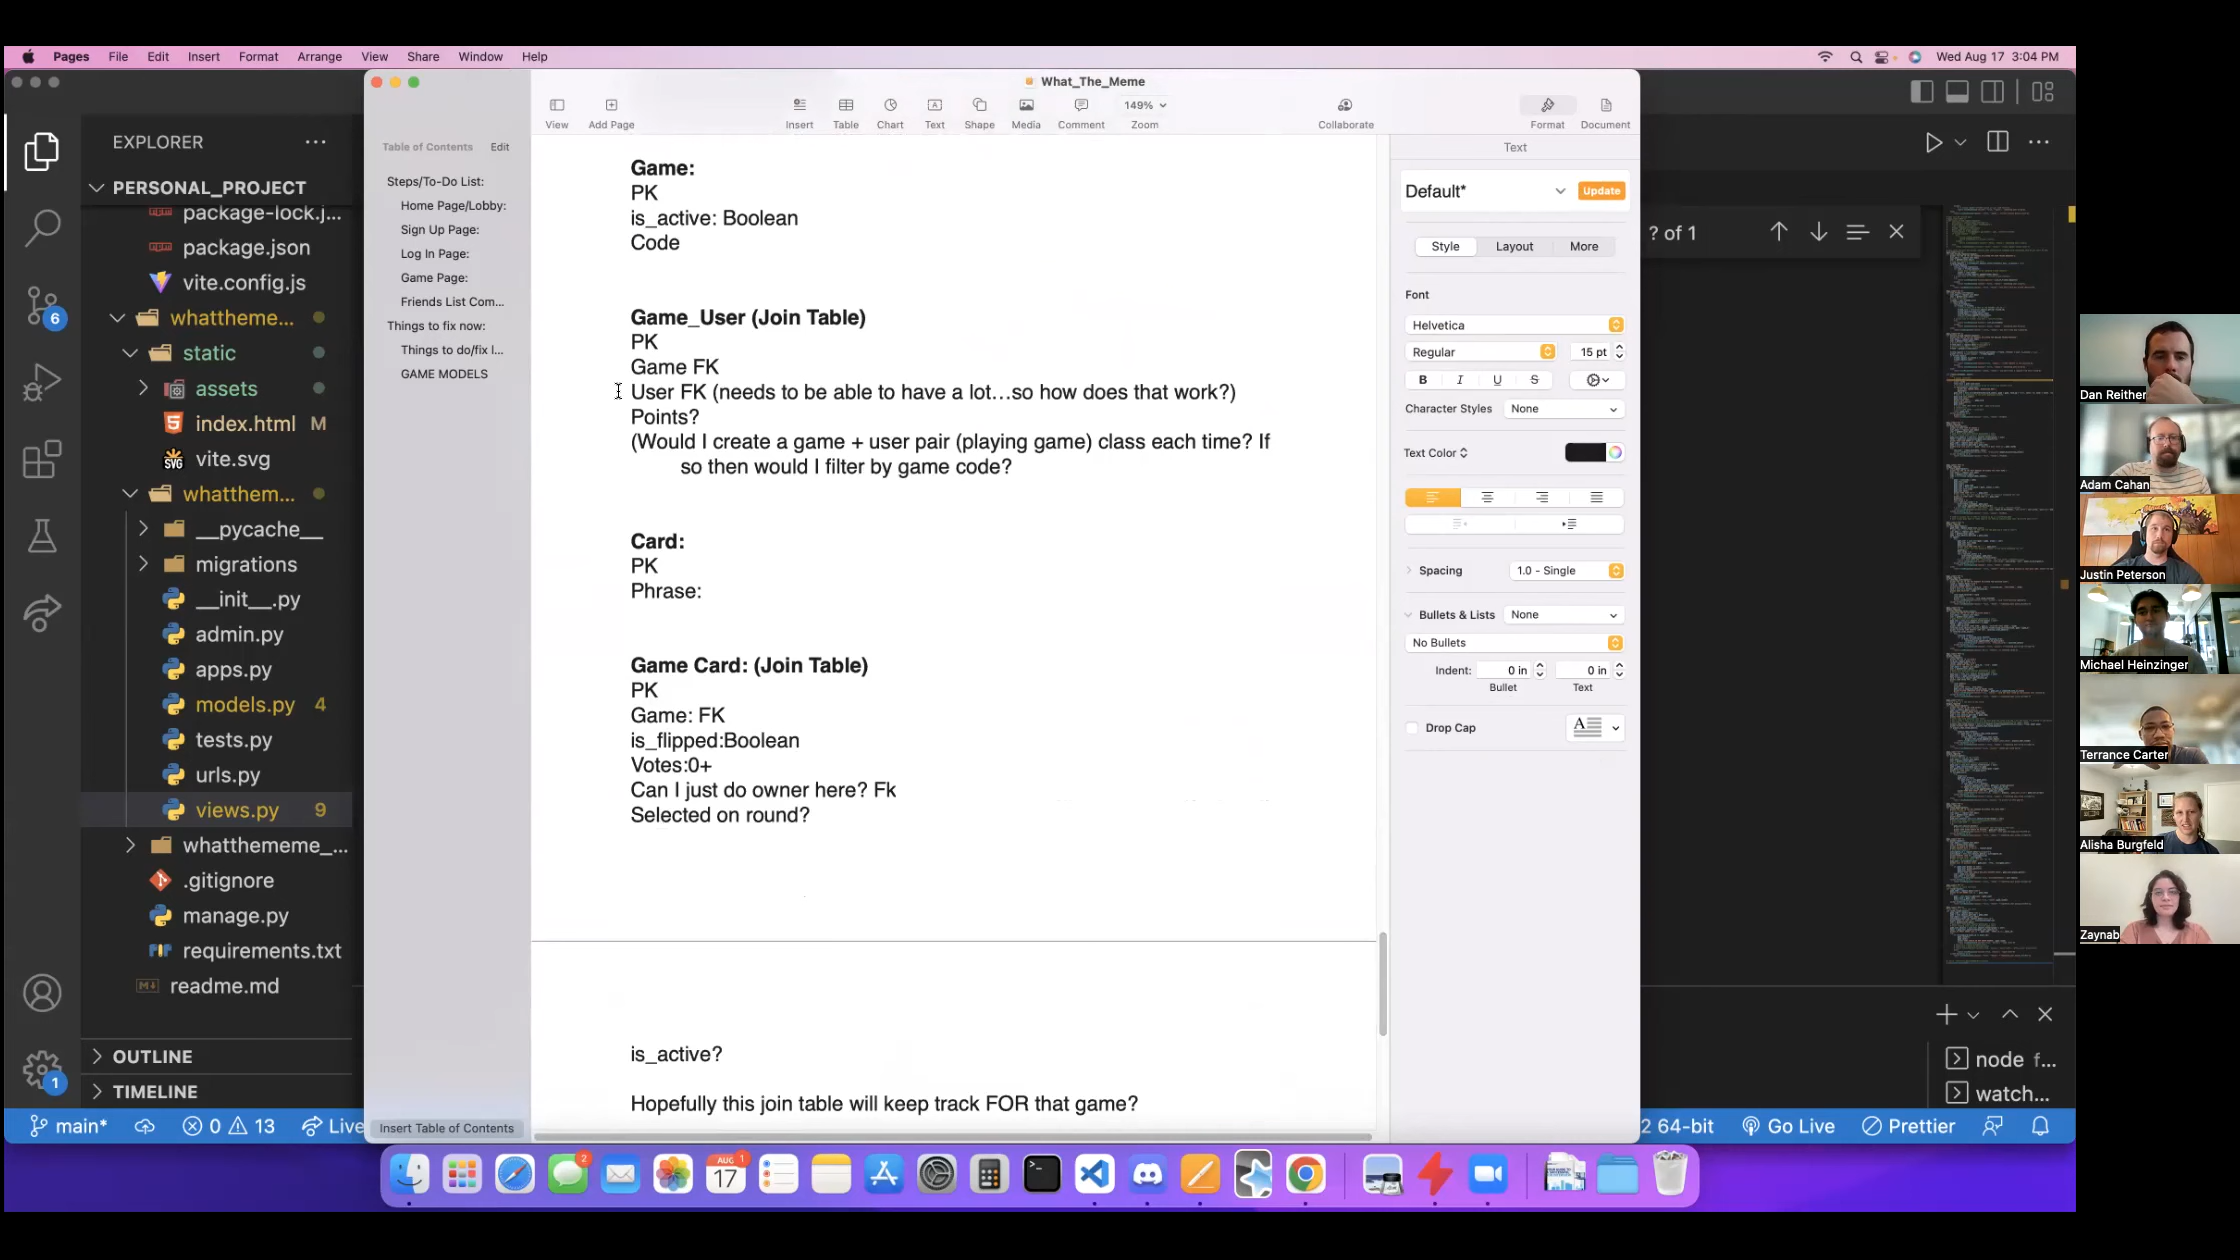 Pages File Edit Insert Format Arrange View Share Window Help
Wed Aug 17 3:04 PM
What_The_Meme
View
Add Page
Insert
Table
Chart
Text
Shape
Media
Comment
149%
Zoom
Collaborate
Format
Document
EXPLORER
PERSONAL_PROJECT
package-lock.j...
package.json
vite.config.js
whattheme...
static
assets
index.html M
vite.svg
whatthem...
__pycache__
migrations
__init__.py
admin.py
apps.py
models.py 4
tests.py
urls.py
views.py 9
whatthememe_...
.gitignore
manage.py
requirements.txt
readme.md
OUTLINE
TIMELINE
6
1
main*
0 13
Live
Table of Contents Edit
Steps/To-Do List:
Home Page/Lobby:
Sign Up Page:
Log In Page:
Game Page:
Friends List Com...
Things to fix now:
Things to do/fix l...
GAME MODELS
Insert Table of Contents
Game:
PK
is_active: Boolean
Code
Game_User (Join Table)
PK
Game FK
User FK (needs to be able to have a lot...so how does that work?)
Points?
(Would I create a game + user pair (playing game) class each time? If
so then would I filter by game code?
Card:
PK
Phrase:
Game Card: (Join Table)
PK
Game: FK
is_flipped:Boolean
Votes:0+
Can I just do owner here? Fk
Selected on round?
is_active?
Hopefully this join table will keep track FOR that game?
Text
Default*
Update
Style Layout More
Font
Helvetica
Regular 15 pt
B I U S
Character Styles None
Text Color
Spacing 1.0 - Single
Bullets & Lists None
No Bullets
Indent: 0 in 0 in
Bullet Text
Drop Cap
? of 1
node f...
watch...
2 64-bit
Go Live
Prettier
2
AUG 1
17
Dan Reither
Adam Cahan
Justin Peterson
Michael Heinzinger
Terrance Carter
Alisha Burgfeld
Zaynab